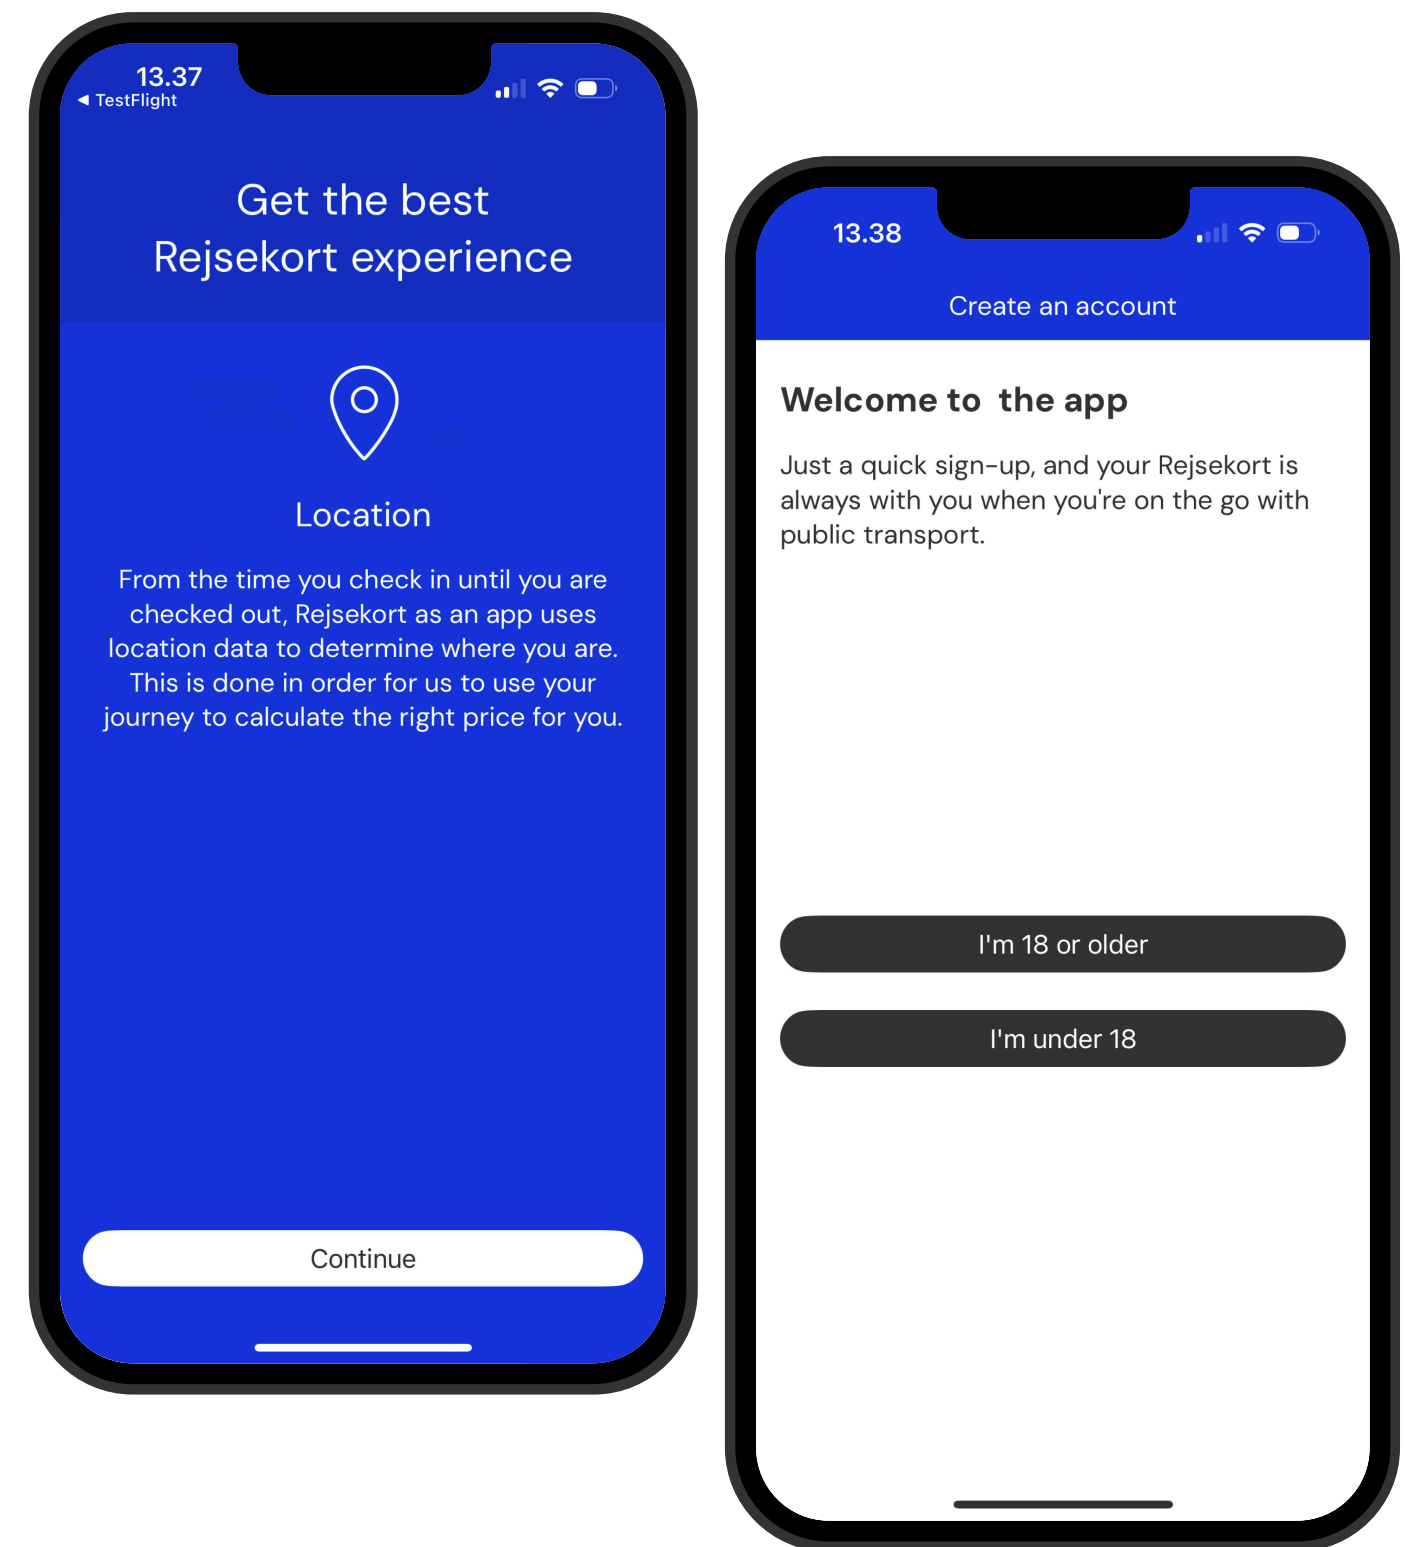 13.37
◀ TestFlight
Get the best
Rejsekort experience
Location
From the time you check in until you are
checked out, Rejsekort as an app uses
location data to determine where you are.
This is done in order for us to use your
journey to calculate the right price for you.
Continue
13.38
Create an account
Welcome to  the app
Just a quick sign-up, and your Rejsekort is
always with you when you're on the go with
public transport.
I'm 18 or older
I'm under 18